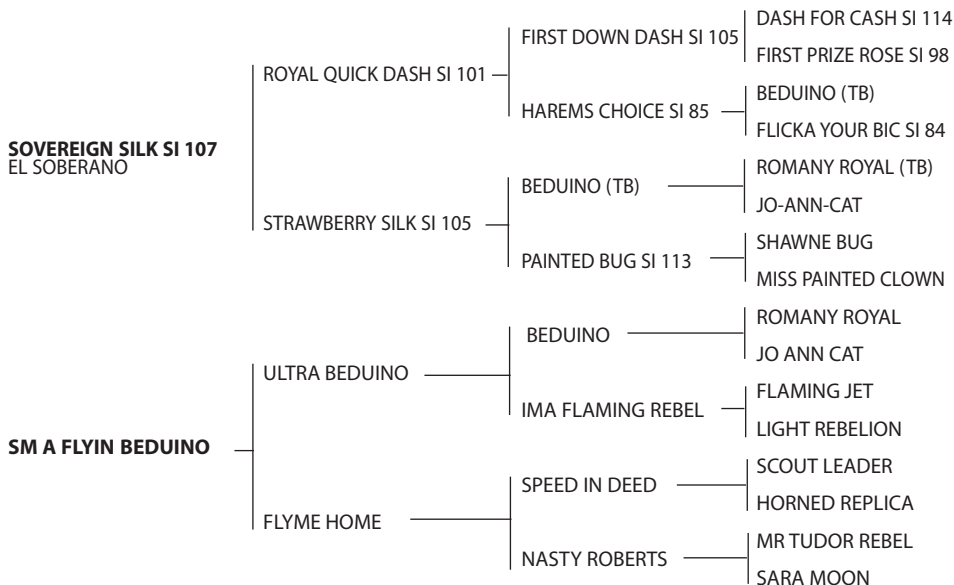 DASH FOR CASH SI 114
FIRST DOWN DASH SI 105
FIRST PRIZE ROSE SI 98
ROYAL QUICK DASH SI 101
BEDUINO (TB)
HAREMS CHOICE SI 85
FLICKA YOUR BIC SI 84
SOVEREIGN SILK SI 107
EL SOBERANO
ROMANY ROYAL (TB)
BEDUINO (TB)
JO-ANN-CAT
STRAWBERRY SILK SI 105
SHAWNE BUG
PAINTED BUG SI 113
MISS PAINTED CLOWN
ROMANY ROYAL
BEDUINO
JO ANN CAT
ULTRA BEDUINO
FLAMING JET
IMA FLAMING REBEL
LIGHT REBELION
SM A FLYIN BEDUINO
SCOUT LEADER
SPEED IN DEED
HORNED REPLICA
FLYME HOME
MR TUDOR REBEL
NASTY ROBERTS
SARA MOON